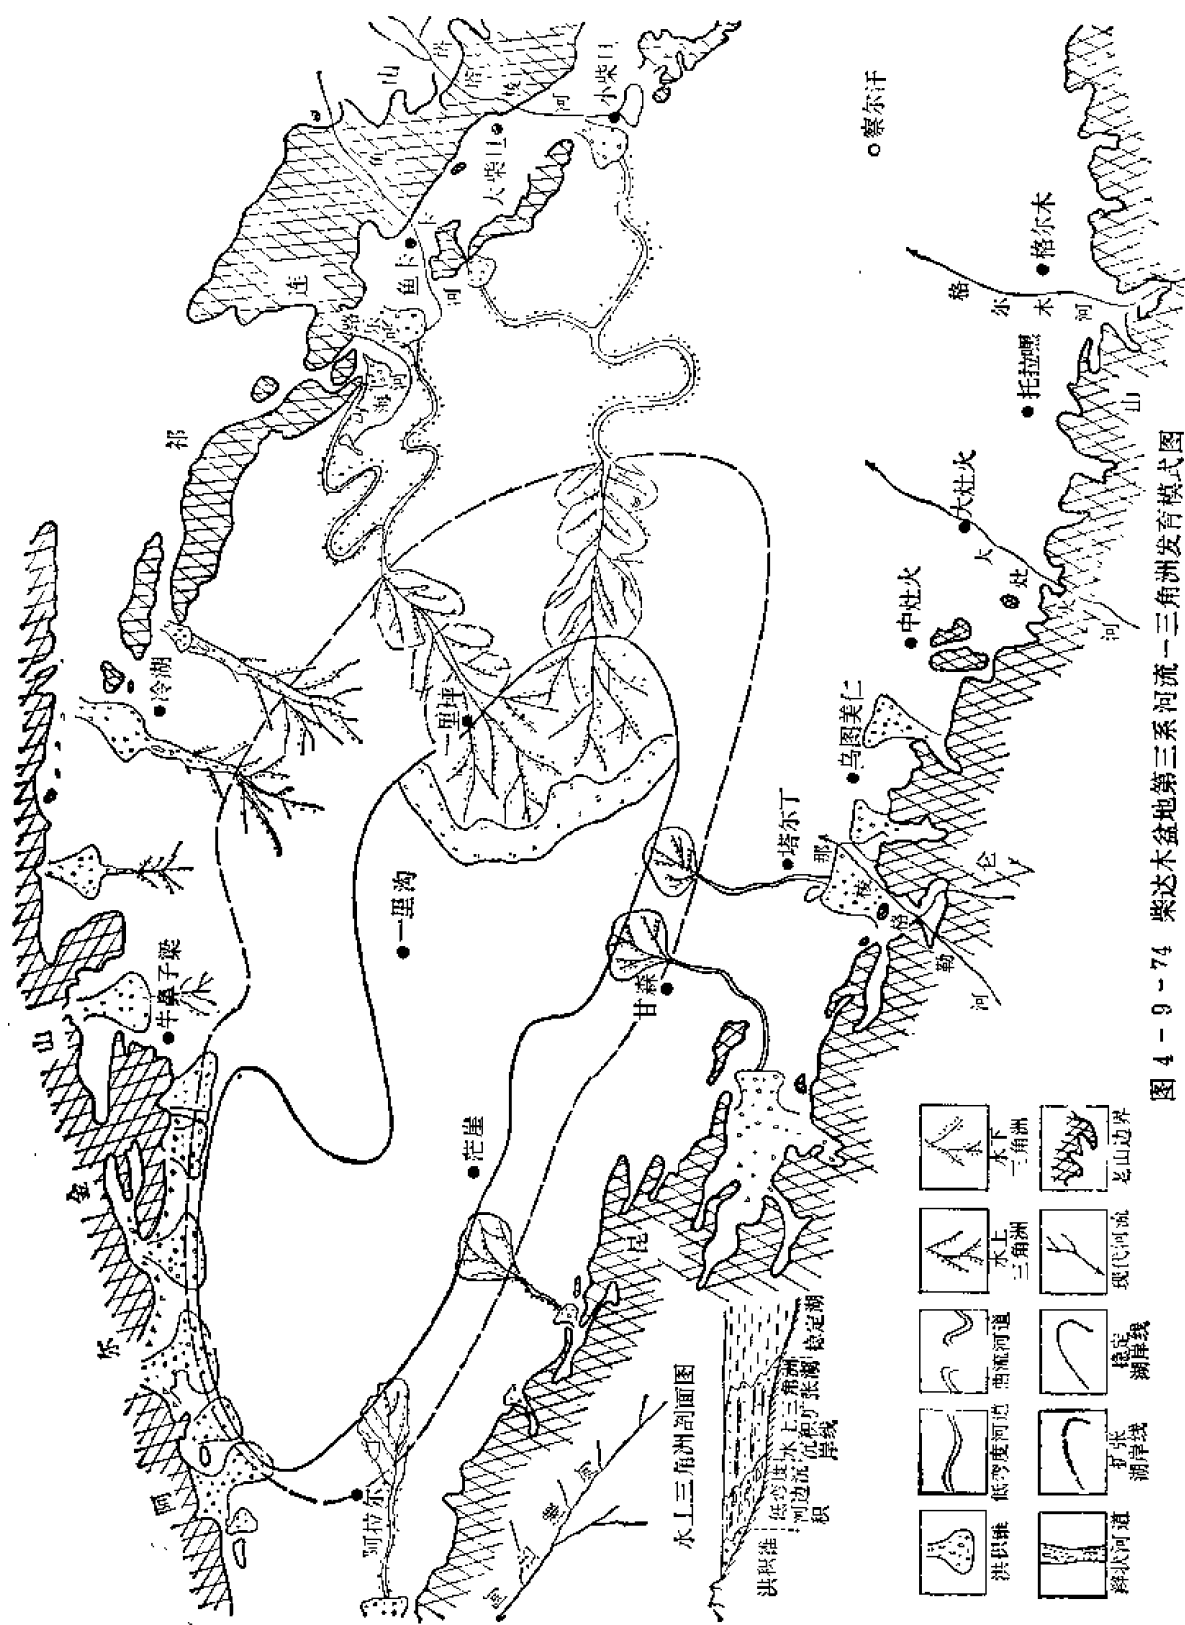 祁
连
山
阿
尔
金
山
昆
仑
山
冷湖
牛鼻子梁
鱼卡
鱼
卡
河
大柴旦
小柴旦
塔
塔
棱
河
一里坪
一里沟
茫崖
甘森
阿拉尔
塔尔丁
乌图美仁
中灶火
大灶火
大
灶
火
河
托拉嘿
格尔木
格
尔
木
河
察尔汗
那
棱
格
勒
河
水上三角洲剖面图
洪积锥
低弯度
河边沉
积
水上三角洲
沉积扩张湖
岸线
稳定湖
洪积锥
低弯度河道
曲流河道
水上
三角洲
水下
三角洲
辫状河道
扩张
湖岸线
稳定
湖岸线
现代河流
老山边界
图4-9-74 柴达木盆地第三系河流—三角洲发育模式图